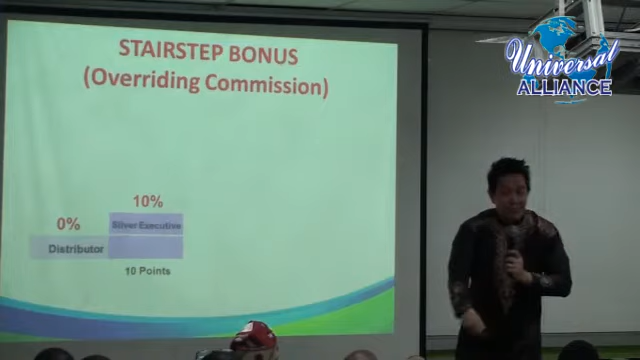 STAIRSTEP BONUS
(Overriding Commission)
10%
0%
Silver Executive
Distributor
10 Points
Universal
ALLIANCE